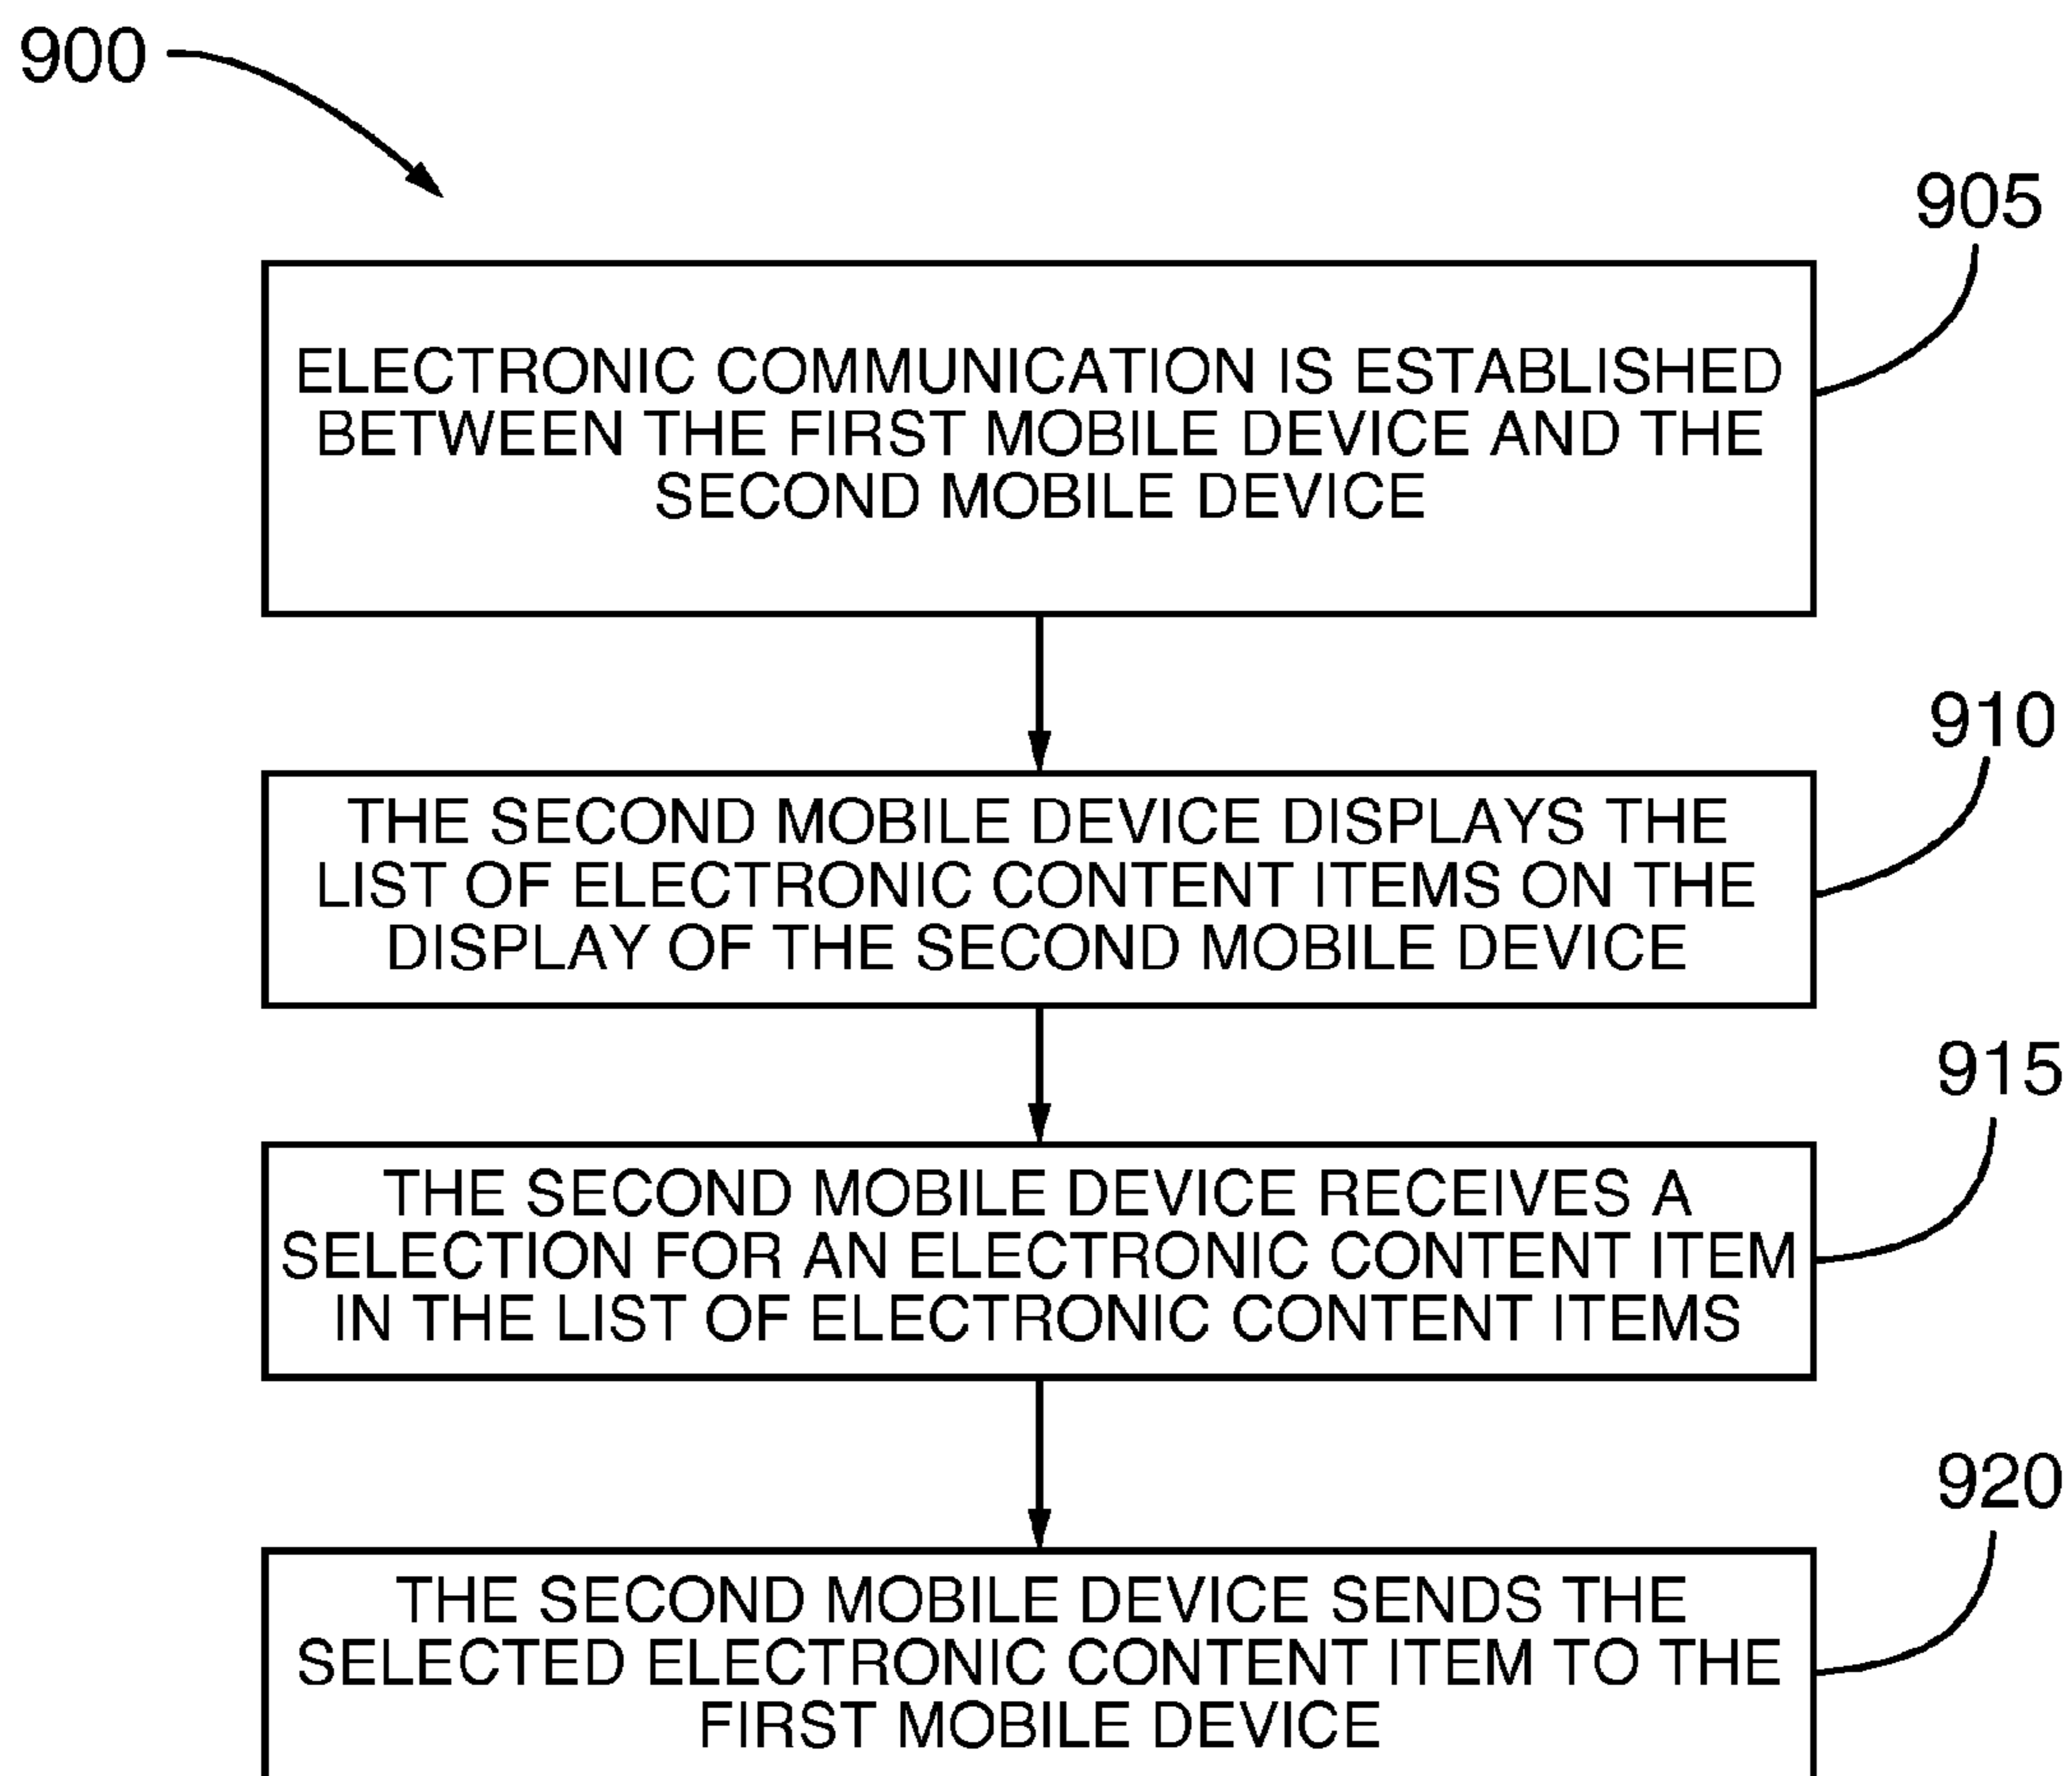 900
905
ELECTRONIC COMMUNICATION IS ESTABLISHED
BETWEEN THE FIRST MOBILE DEVICE AND THE
SECOND MOBILE DEVICE
910
THE SECOND MOBILE DEVICE DISPLAYS THE
LIST OF ELECTRONIC CONTENT ITEMS ON THE
DISPLAY OF THE SECOND MOBILE DEVICE
915
THE SECOND MOBILE DEVICE RECEIVES A
SELECTION FOR AN ELECTRONIC CONTENT ITEM
IN THE LIST OF ELECTRONIC CONTENT ITEMS
920
THE SECOND MOBILE DEVICE SENDS THE
SELECTED ELECTRONIC CONTENT ITEM TO THE
FIRST MOBILE DEVICE